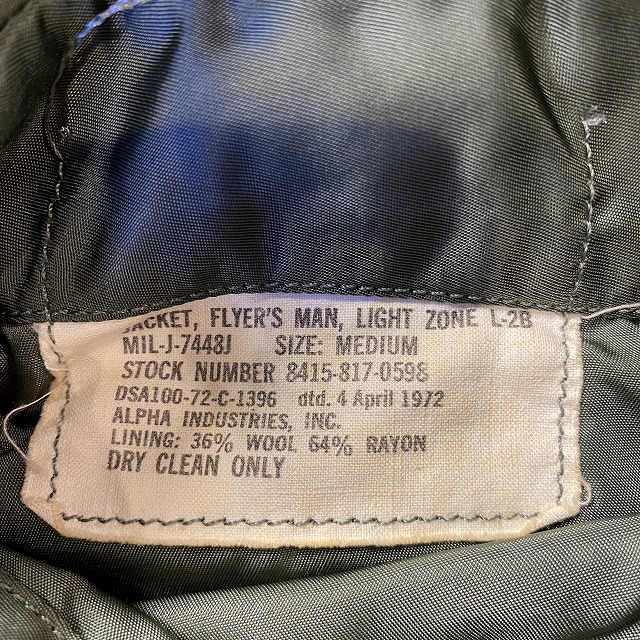 JACKET, FLYER'S MAN, LIGHT ZONE L-2B
MIL-J-7448J SIZE: MEDIUM
STOCK NUMBER 8415-817-0598
DSA100-72-C-1396 dtd. 4 April 1972
ALPHA INDUSTRIES, INC.
LINING: 36% WOOL 64% RAYON
DRY CLEAN ONLY